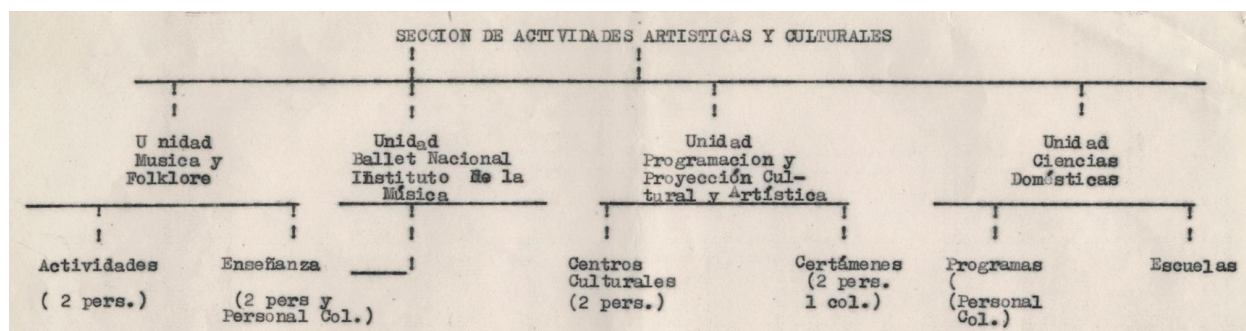 SECCION DE ACTIVIDADES ARTISTICAS Y CULTURALES
U nidad
Musica y
Folklore
Unidad
Ballet Nacional
Instituto de la
Música
Unidad
Programacion y
Proyección Cul-
tural y Artística
Unidad
Ciencias
Domésticas
Actividades
( 2 pers.)
Enseñanza
(2 pers y
Personal Col.)
Centros
Culturales
(2 pers.)
Certámenes
(2 pers.
1 col.)
Programas
(
(Personal
Col.)
Escuelas